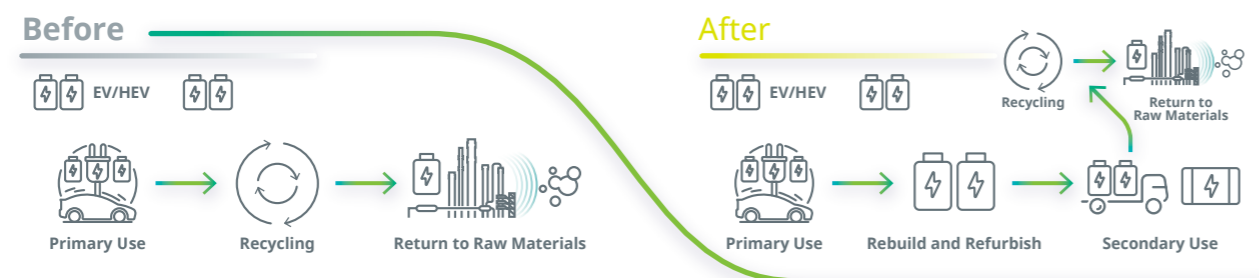 Before
EV/HEV
Primary Use
Recycling
Return to Raw Materials
After
EV/HEV
Recycling
Return to
Raw Materials
Primary Use
Rebuild and Refurbish
Secondary Use